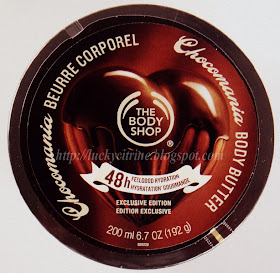 Chocomania BEURRE CORPOREL
Chocomania BODY BUTTER
THE BODY SHOP®
http://luckycitrine.blogspot.com
48h FEELGOOD HYDRATION
HYDRATATION GOURMANDE
EXCLUSIVE EDITION
EDITION EXCLUSIVE
200 ml 6.7 OZ (192 g)